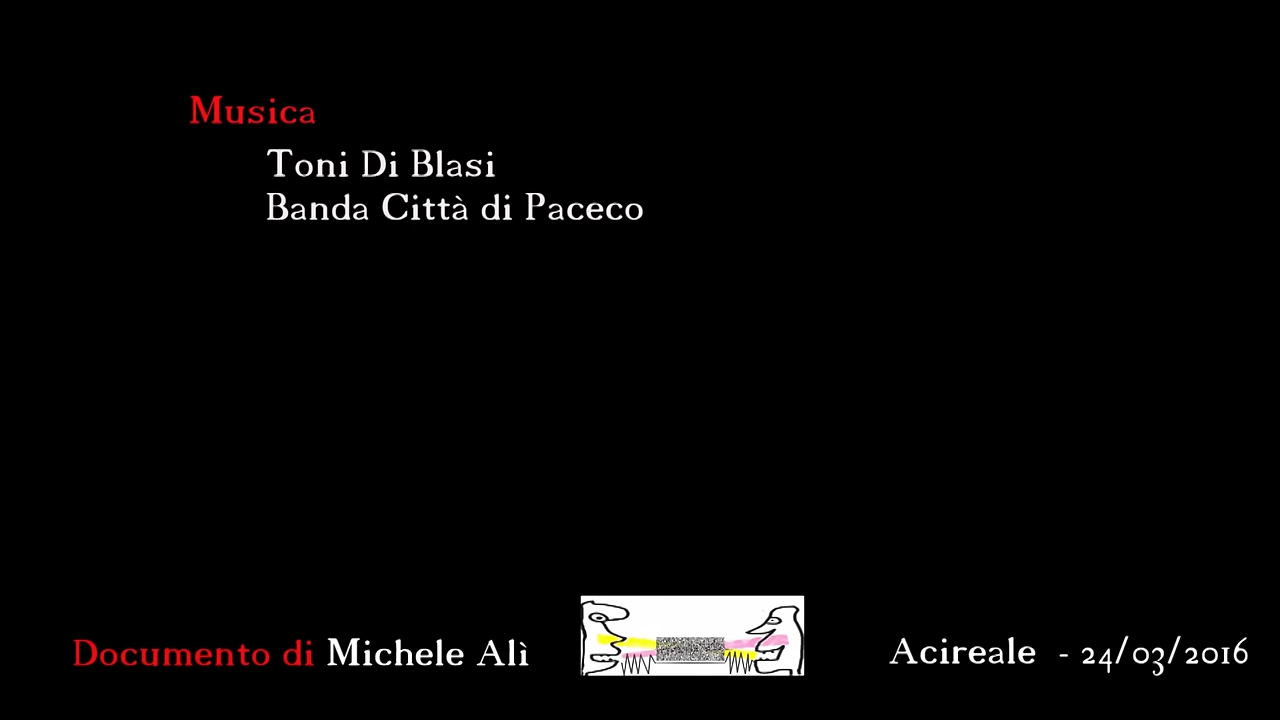 Musica
Toni Di Blasi
Banda Città di Paceco
Documento di Michele Alì
Acireale - 24/03/2016